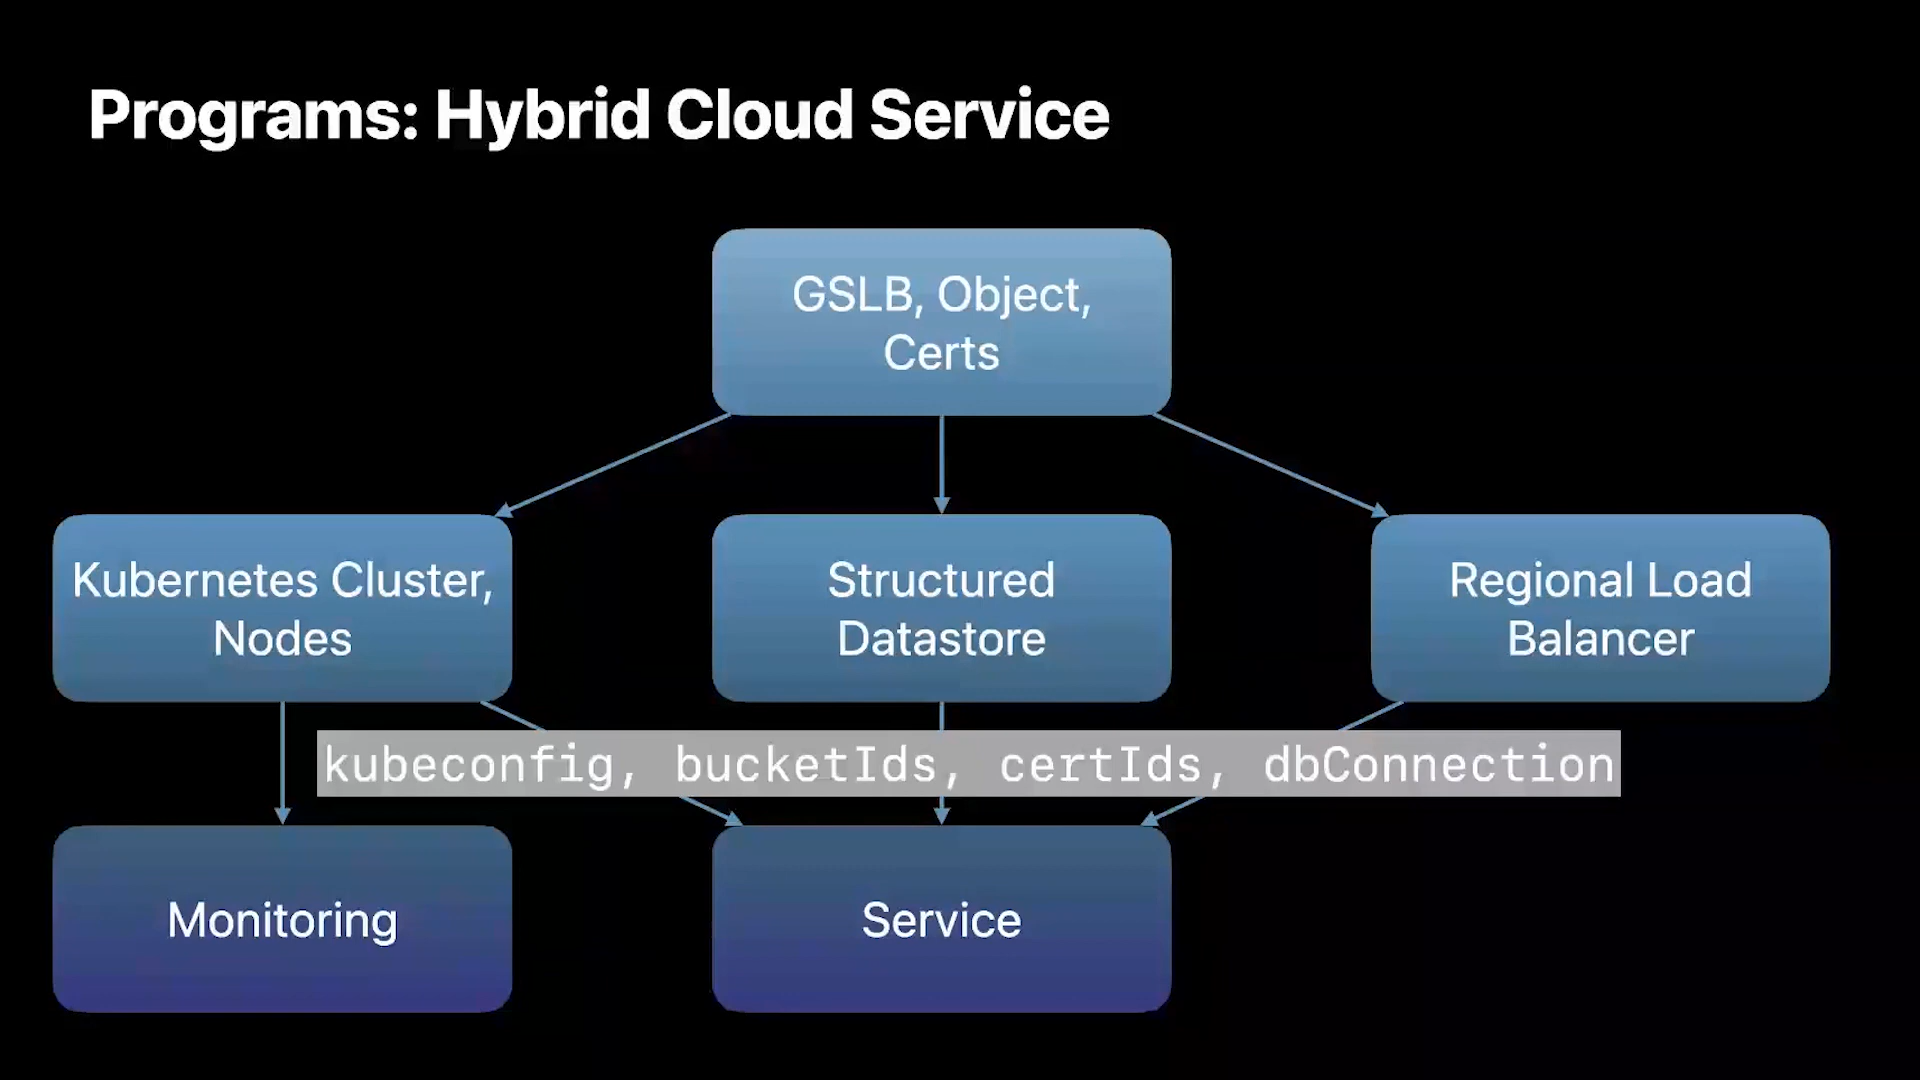 Programs: Hybrid Cloud Service
GSLB, Object,
Certs
Kubernetes Cluster,
Nodes
Structured
Datastore
Regional Load
Balancer
kubeconfig, bucketIds, certIds, dbConnection
Monitoring
Service